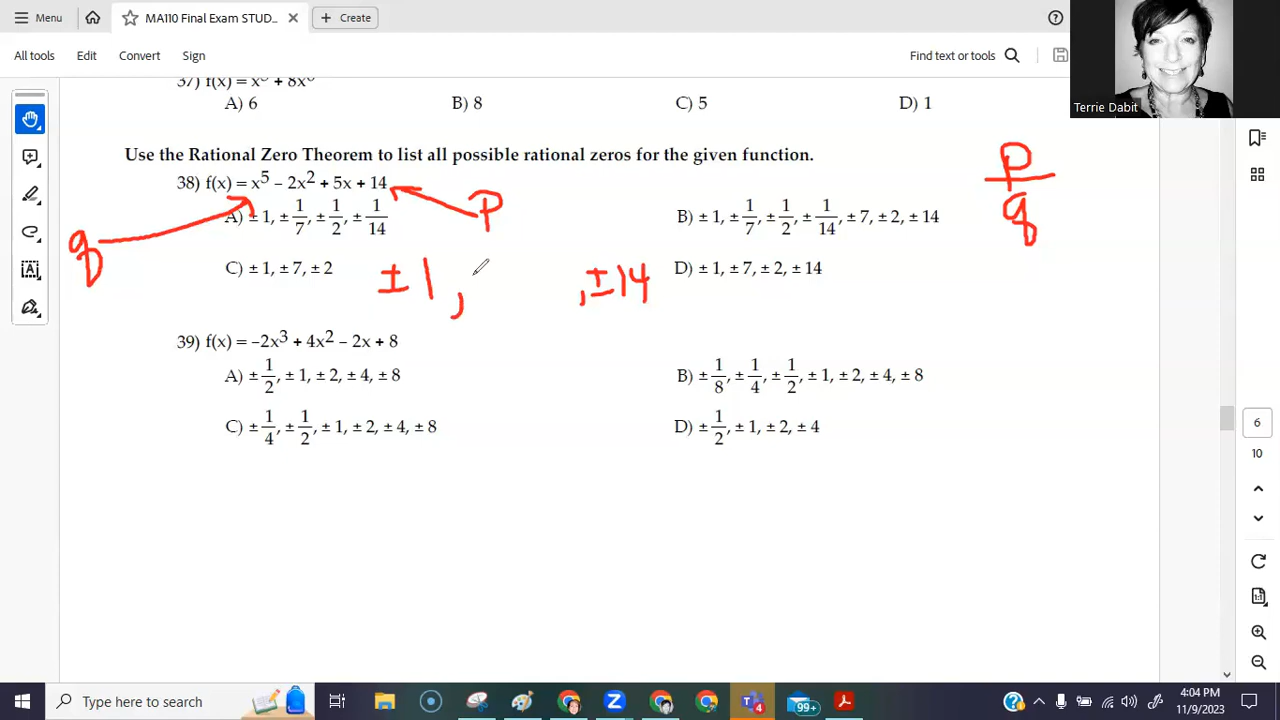 Menu
MA110 Final Exam STUD...
Create
All tools
Edit
Convert
Sign
Find text or tools
Terrie Dabit
37) f(x) = x⁵ + 8x⁶
A) 6
B) 8
C) 5
D) 1
Use the Rational Zero Theorem to list all possible rational zeros for the given function.
38) f(x) = x⁵ – 2x² + 5x + 14
A) ± 1, ± 1/7, ± 1/2, ± 1/14
B) ± 1, ± 1/7, ± 1/2, ± 1/14, ± 7, ± 2, ± 14
C) ± 1, ± 7, ± 2
D) ± 1, ± 7, ± 2, ± 14
p
q
p/q
±1, ,±14
39) f(x) = –2x³ + 4x² – 2x + 8
A) ± 1/2, ± 1, ± 2, ± 4, ± 8
B) ± 1/8, ± 1/4, ± 1/2, ± 1, ± 2, ± 4, ± 8
C) ± 1/4, ± 1/2, ± 1, ± 2, ± 4, ± 8
D) ± 1/2, ± 1, ± 2, ± 4
6
10
1:1
Type here to search
4
99+
4:04 PM
11/9/2023